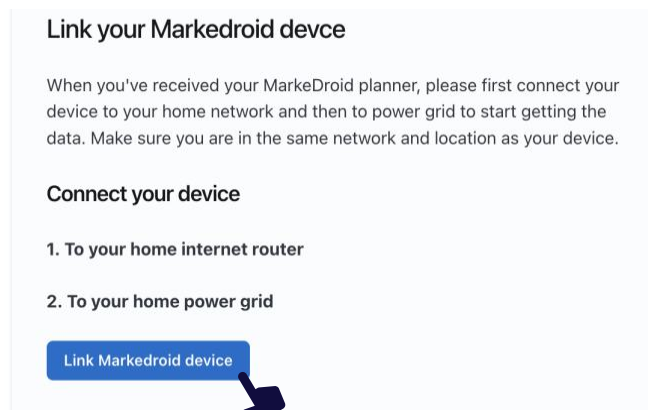 Link your Markedroid devce
When you've received your MarkeDroid planner, please first connect your
device to your home network and then to power grid to start getting the
data. Make sure you are in the same network and location as your device.
Connect your device
1. To your home internet router
2. To your home power grid
Link Markedroid device